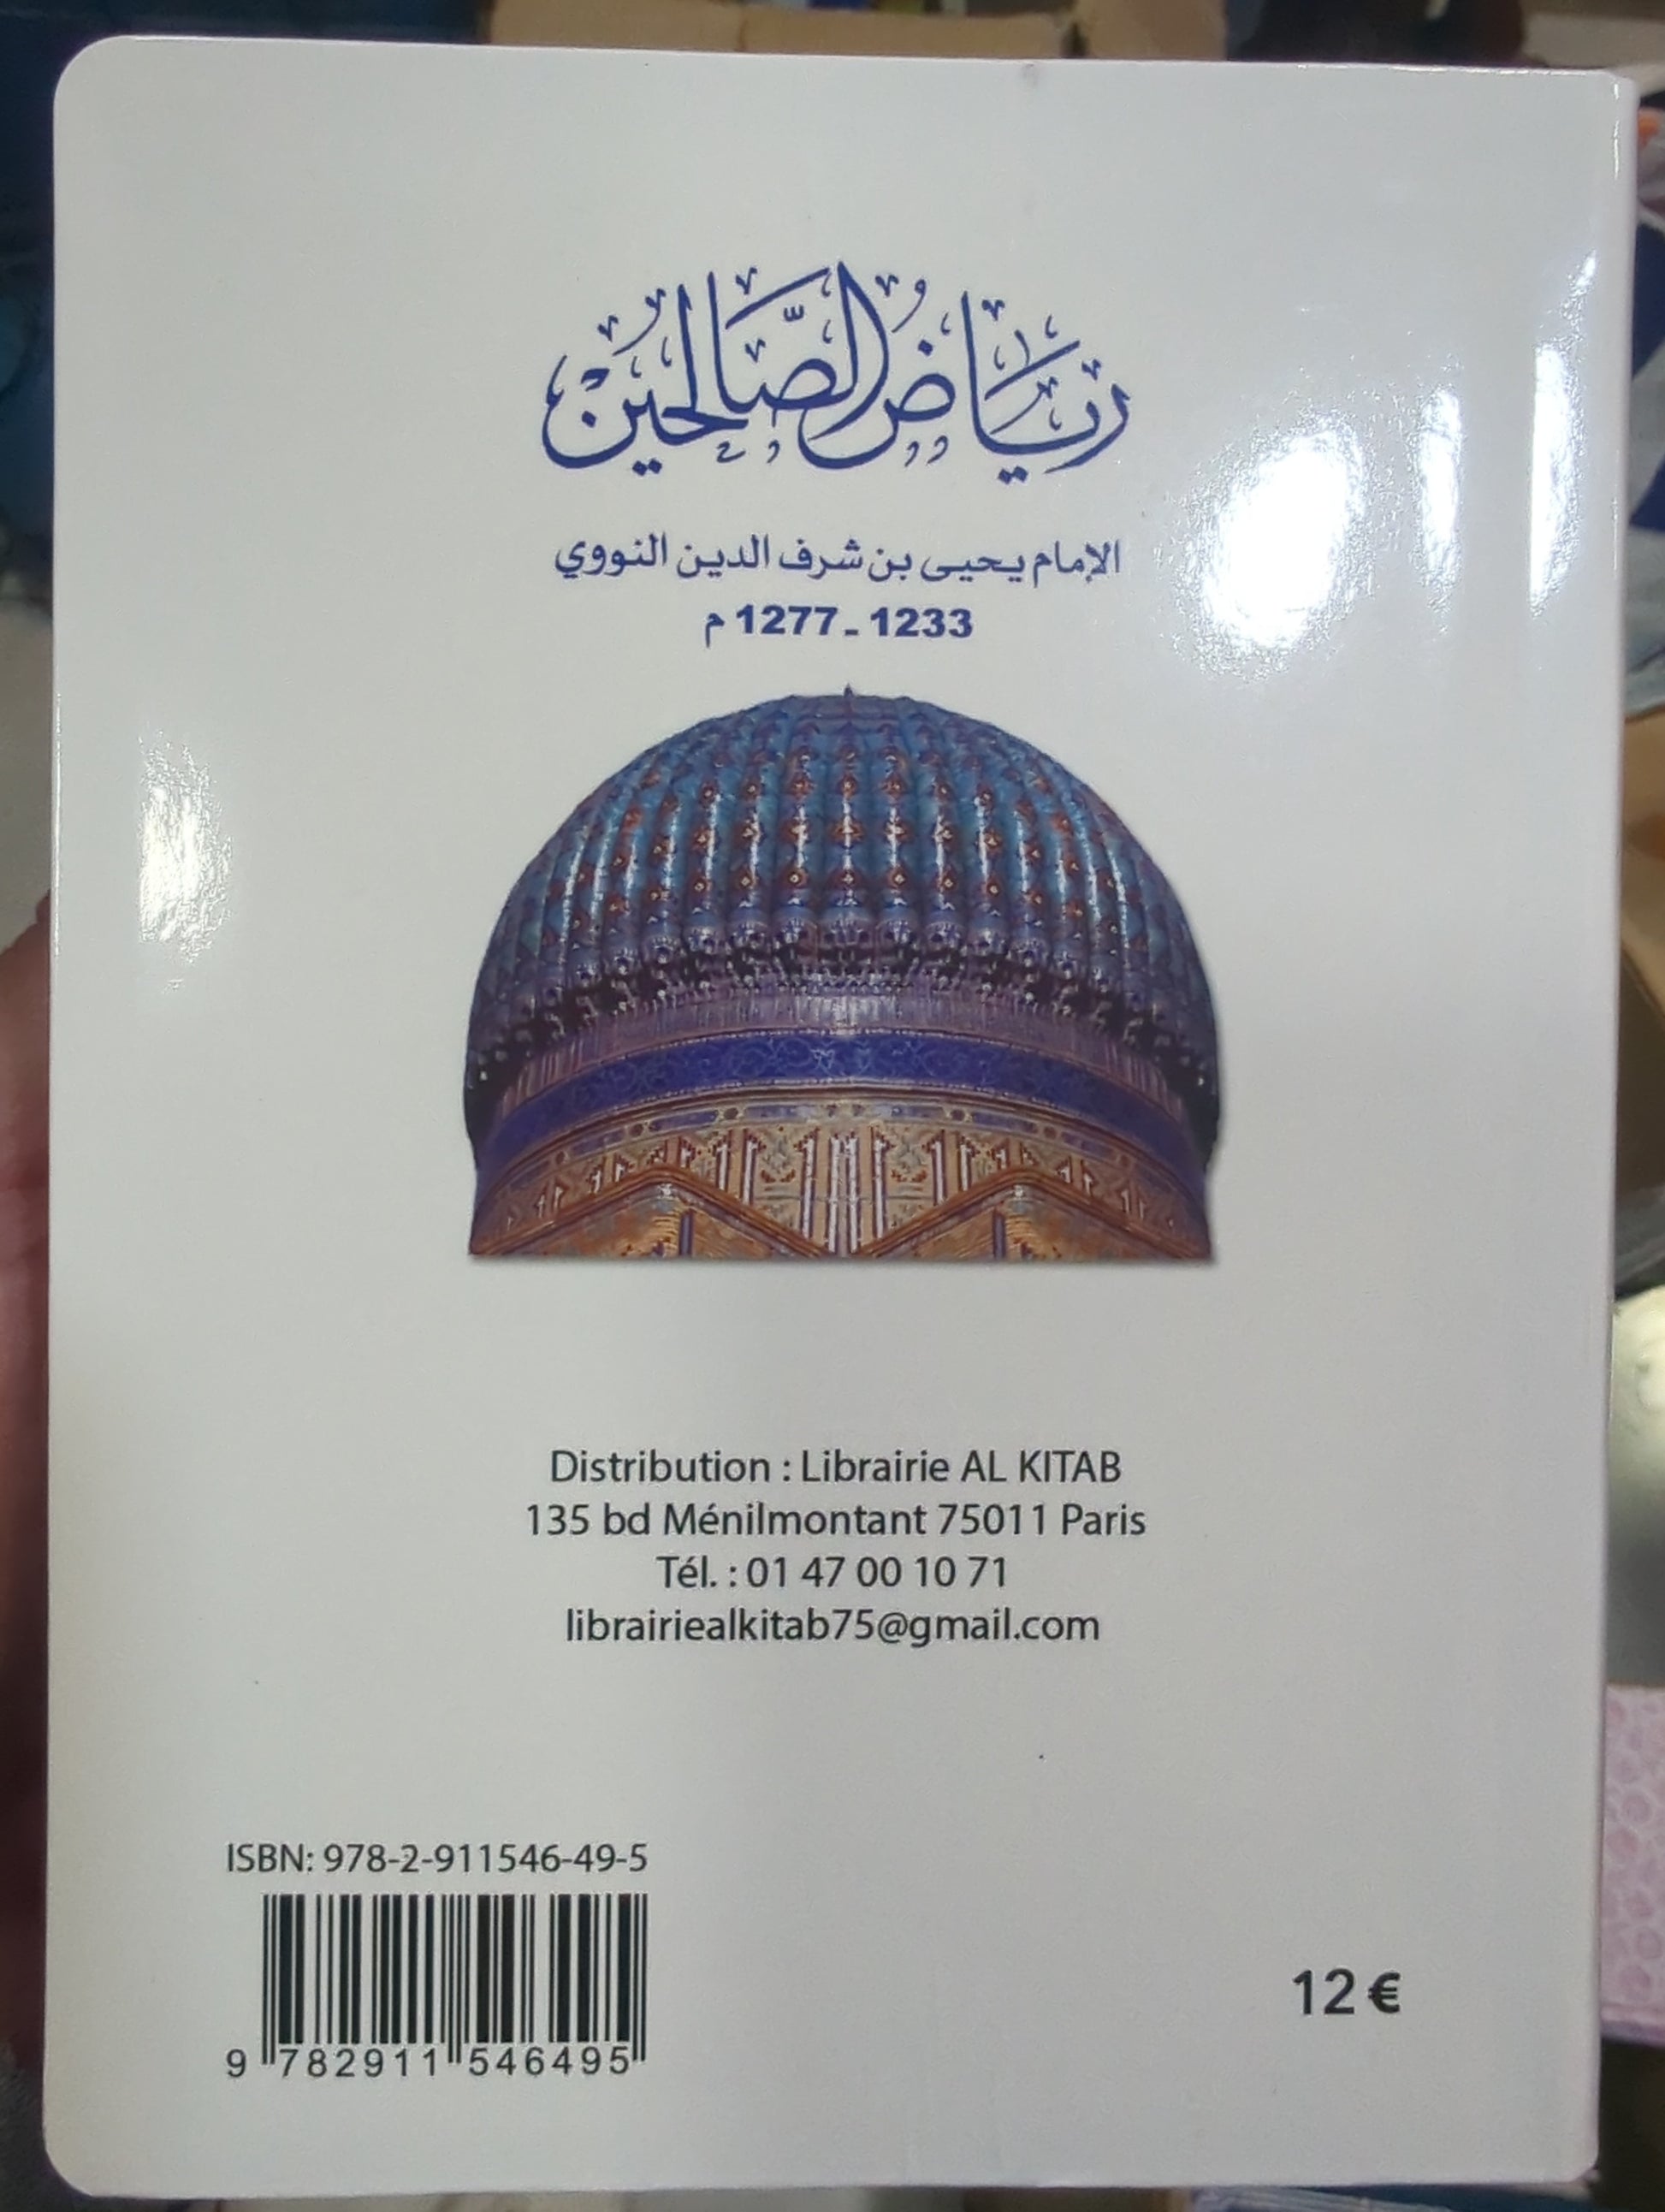 رياض الصالحين
الإمام يحيى بن شرف الدين النووي
1233 - 1277 م
Distribution : Librairie AL KITAB
135 bd Ménilmontant 75011 Paris
Tél. : 01 47 00 10 71
librairiealkitab75@gmail.com
ISBN: 978-2-911546-49-5
9 782911 546495
12 €